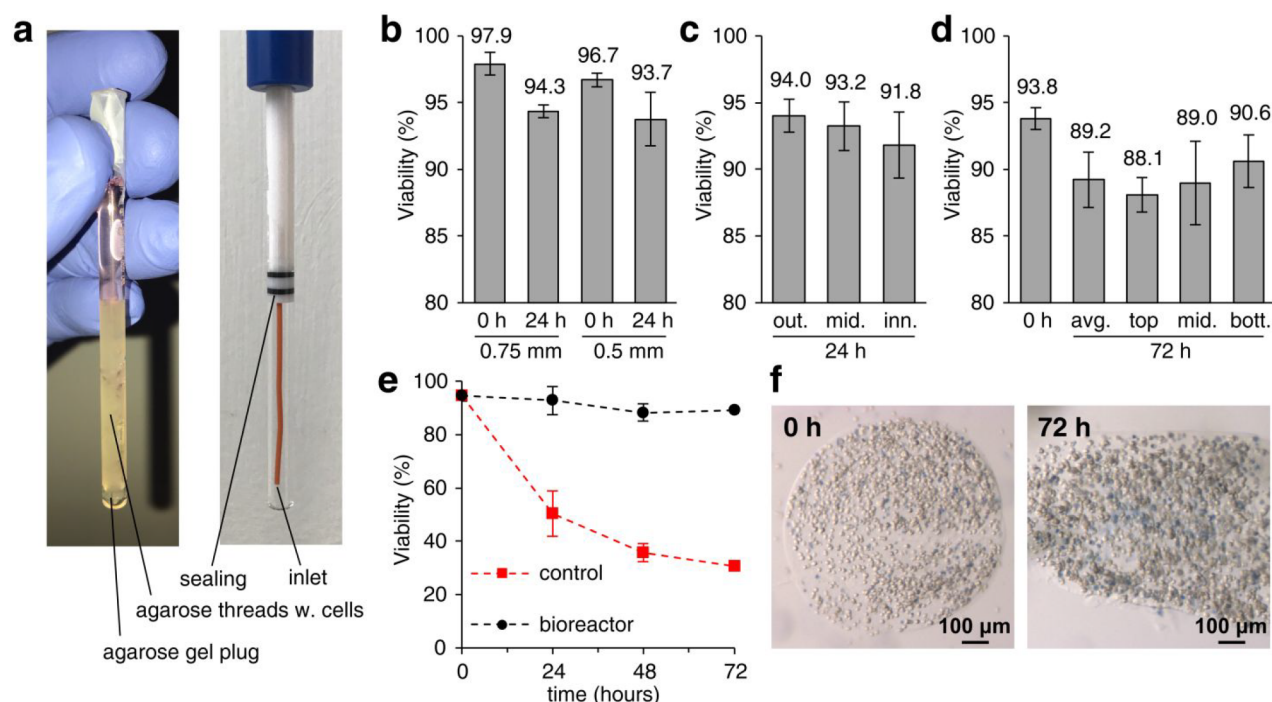 a
sealing
inlet
agarose threads w. cells
agarose gel plug
b
Viability (%)
100
95
90
85
80
97.9
94.3
96.7
93.7
0 h 24 h 0 h 24 h
0.75 mm 0.5 mm
c
Viability (%)
100
95
90
85
80
94.0
93.2
91.8
out. mid. inn.
24 h
d
Viability (%)
100
95
90
85
80
93.8
89.2
88.1
89.0
90.6
0 h avg. top mid. bott.
72 h
e
Viability (%)
100
80
60
40
20
0
control
bioreactor
0 24 48 72
time (hours)
f
0 h
100 µm
72 h
100 µm